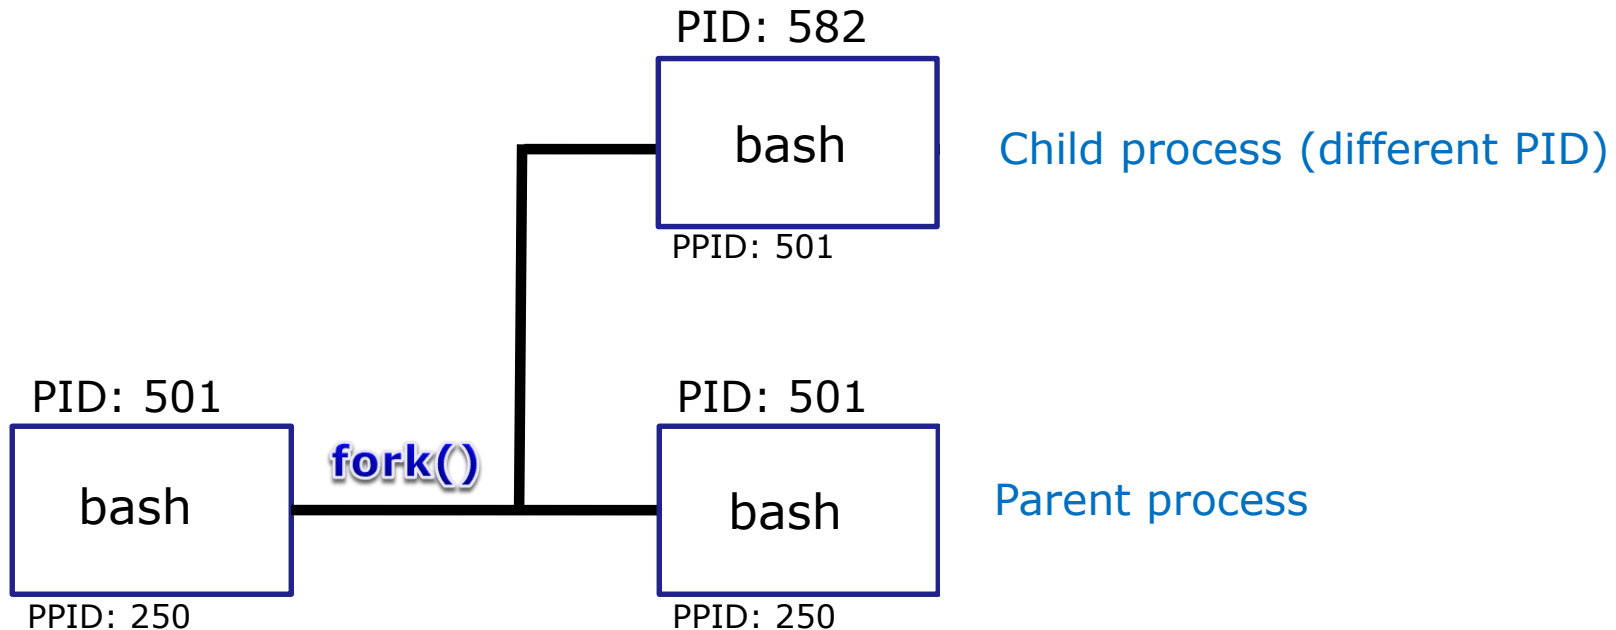 PID: 582
bash
Child process (different PID)
PPID: 501
PID: 501
bash
PPID: 250
fork()
PID: 501
bash
Parent process
PPID: 250